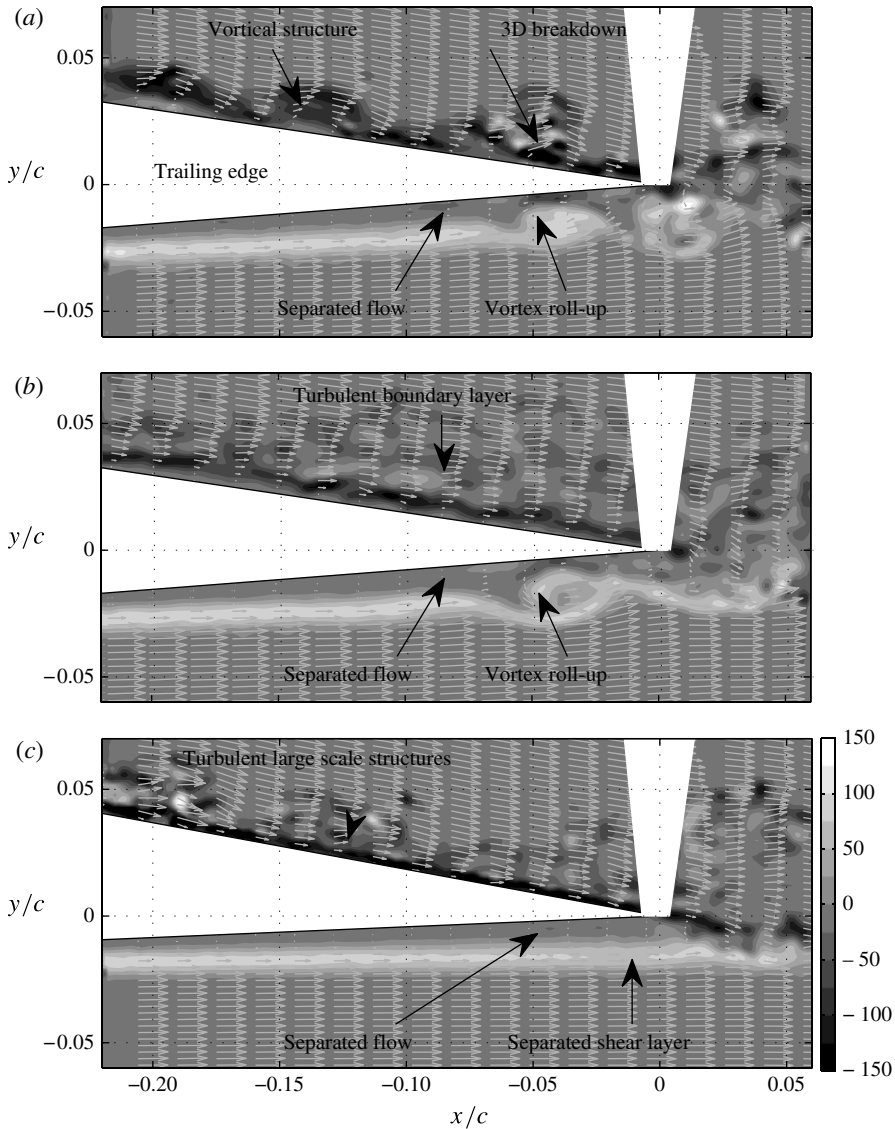 (a)
0.05
Vortical structure
3D breakdown
y/c
Trailing edge
0
Separated flow
Vortex roll-up
−0.05
(b)
Turbulent boundary layer
0.05
y/c
0
Separated flow
Vortex roll-up
−0.05
(c)
Turbulent large scale structures
150
0.05
100
50
y/c
0
0
−50
Separated flow
Separated shear layer
−0.05
−100
−150
−0.20
−0.15
−0.10
−0.05
0
0.05
x/c